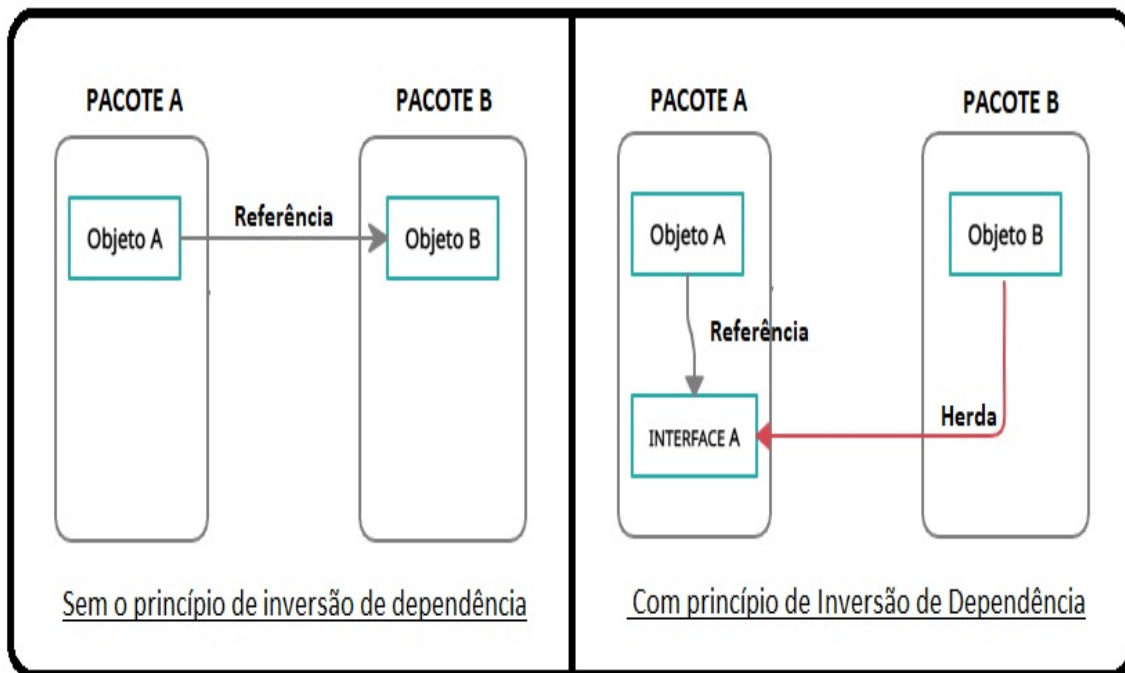 PACOTE A
PACOTE B
Objeto A
Referência
Objeto B
Sem o princípio de inversão de dependência
PACOTE A
PACOTE B
Objeto A
Objeto B
Referência
INTERFACE A
Herda
Com princípio de Inversão de Dependência